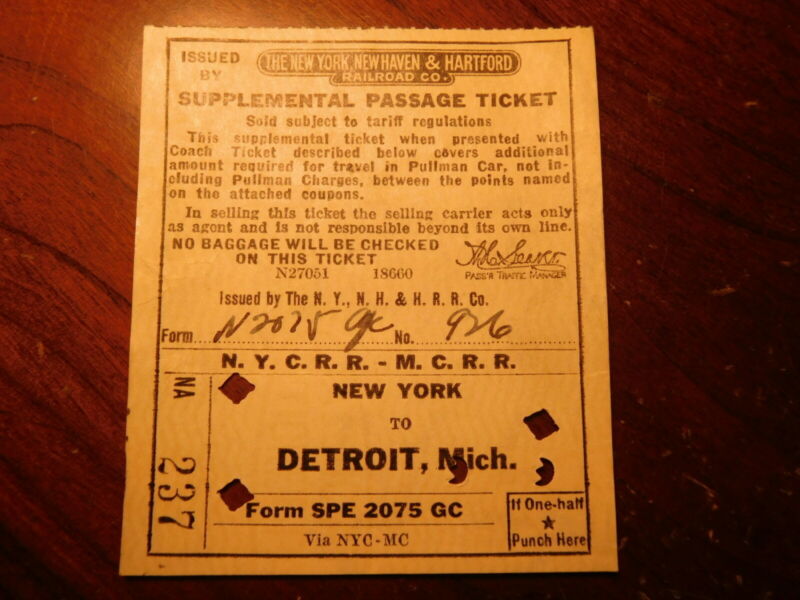 ISSUED BY
THE NEW YORK, NEW HAVEN & HARTFORD
RAILROAD CO.
SUPPLEMENTAL PASSAGE TICKET
Sold subject to tariff regulations
This supplemental ticket when presented with
Coach Ticket described below covers additional
amount required for travel in Pullman Car, not in-
cluding Pullman Charges, between the points named
on the attached coupons.
In selling this ticket the selling carrier acts only
as agent and is not responsible beyond its own line.
NO BAGGAGE WILL BE CHECKED
ON THIS TICKET
N27051 18660
PASS'R TRAFFIC MANAGER
Issued by The N. Y., N. H. & H. R. R. Co.
Form N2075 gc No. 926
N. Y. C. R. R. - M. C. R. R.
NA 237
NEW YORK
TO
DETROIT, Mich.
Form SPE 2075 GC
Via NYC-MC
If One-half
★
Punch Here